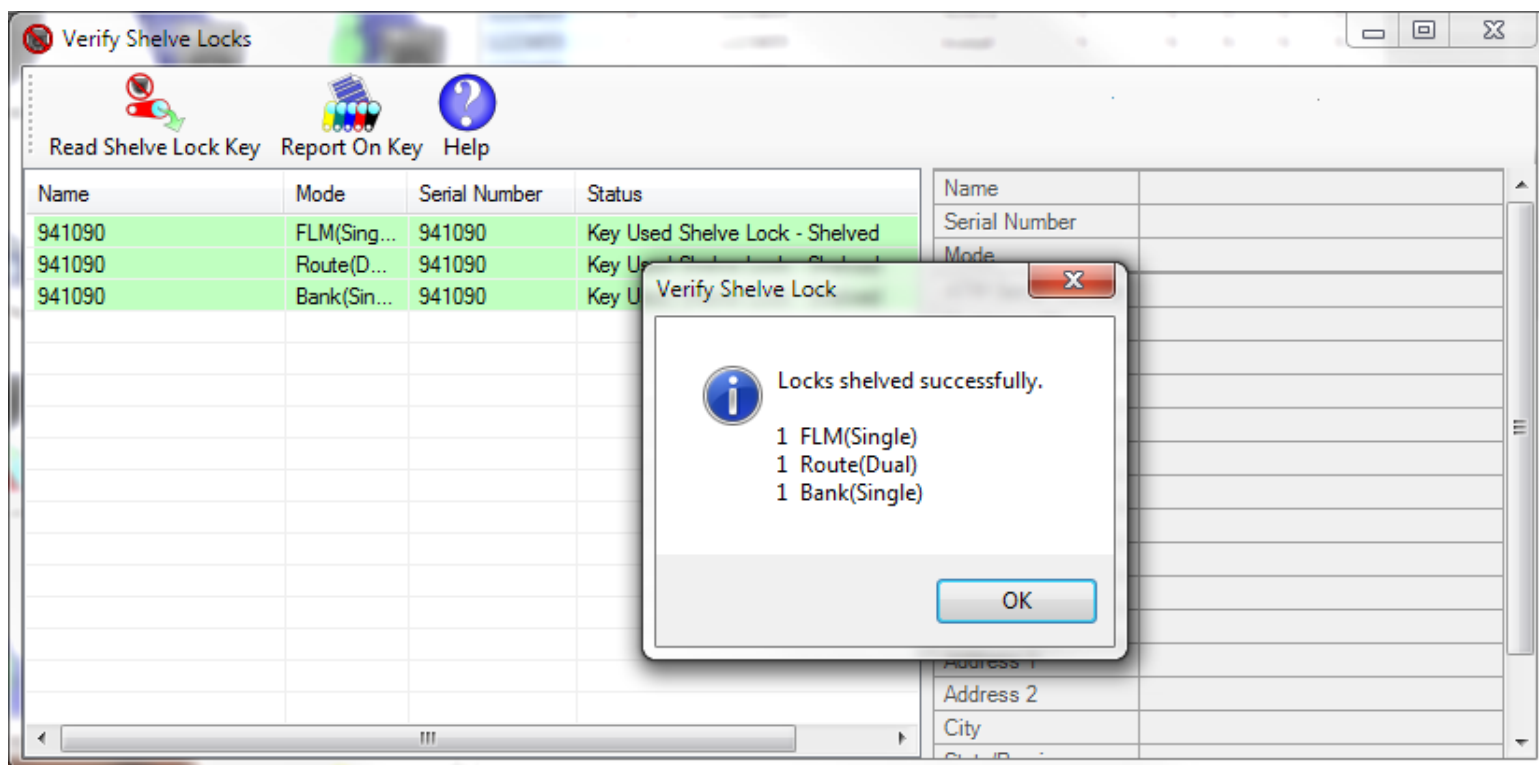 Verify Shelve Locks
Read Shelve Lock Key Report On Key Help
Name Mode Serial Number Status
941090 FLM(Sing... 941090 Key Used Shelve Lock - Shelved
941090 Route(D... 941090 Key
941090 Bank(Sin... 941090 Key
Name
Serial Number
Mode
Verify Shelve Lock
Locks shelved successfully.
1 FLM(Single)
1 Route(Dual)
1 Bank(Single)
OK
Address 1
Address 2
City